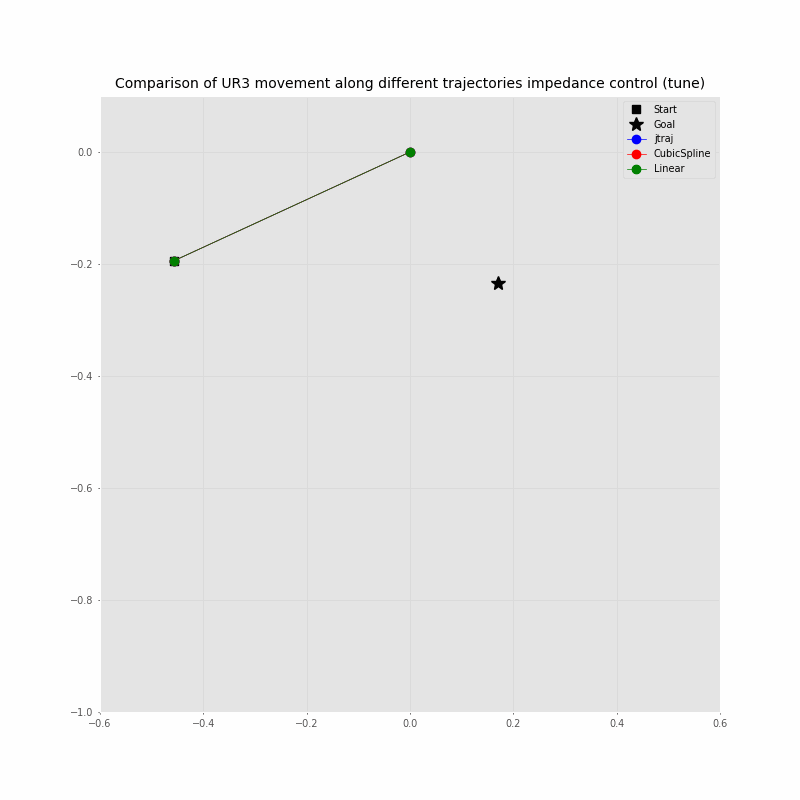 Comparison of UR3 movement along different trajectories impedance control (tune)
Start
Goal
jtraj
CubicSpline
Linear
0.0
−0.2
−0.4
−0.6
−0.8
−1.0
−0.6 −0.4 −0.2 0.0 0.2 0.4 0.6